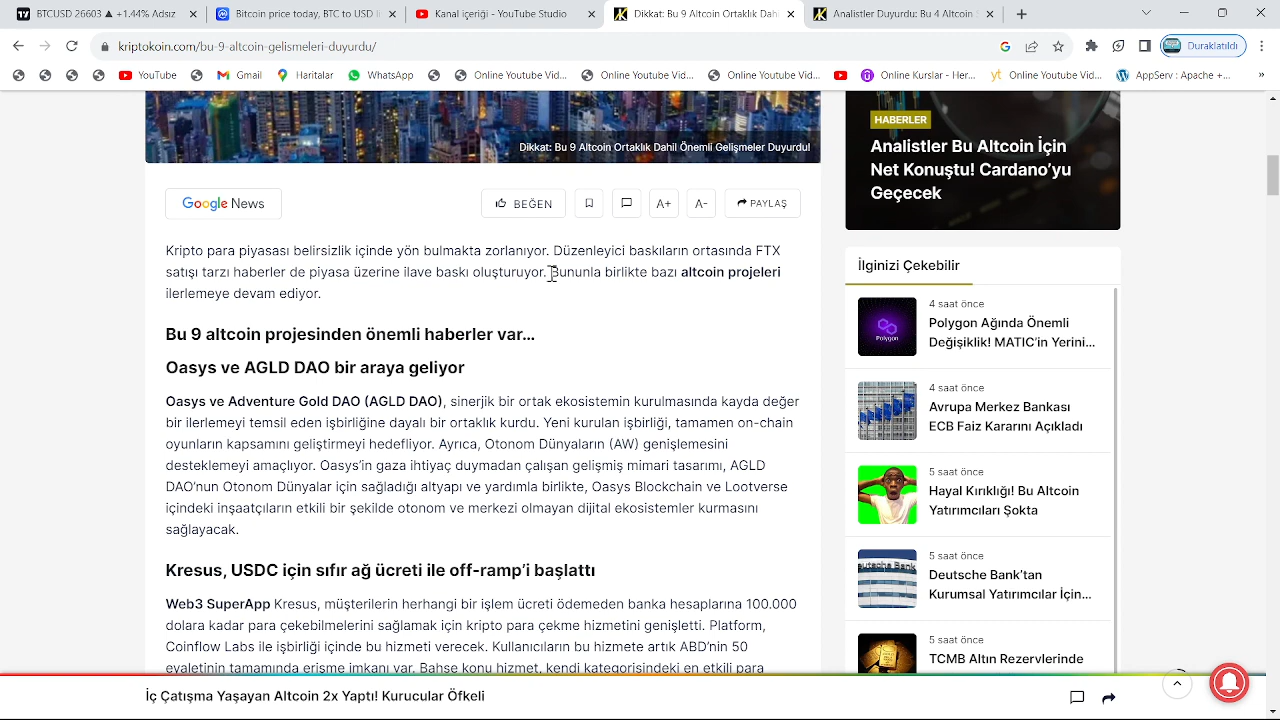 BTCUSD 26603 ▲ +1.44% Adsız
Bitcoin price today, BTC to USD l
Kanal içeriği - YouTube Studio
Dikkat: Bu 9 Altcoin Ortaklık Dahi
Analistler Duyurdu: Bu 4 Altcoin
kriptokoin.com/bu-9-altcoin-gelismeleri-duyurdu/
Duraklatıldı
YouTube
Gmail
Haritalar
WhatsApp
Online Youtube Vid...
Online Youtube Vid...
Online Youtube Vid...
Online Kurslar - Her...
Online Youtube Vid...
AppServ : Apache +...
»
Dikkat: Bu 9 Altcoin Ortaklık Dahil Önemli Gelişmeler Duyurdu!
Google News
BEĞEN
A+
A-
PAYLAŞ
Kripto para piyasası belirsizlik içinde yön bulmakta zorlanıyor. Düzenleyici baskıların ortasında FTX
satışı tarzı haberler de piyasa üzerine ilave baskı oluşturuyor. Bununla birlikte bazı altcoin projeleri
ilerlemeye devam ediyor.
Bu 9 altcoin projesinden önemli haberler var...
Oasys ve AGLD DAO bir araya geliyor
Oasys ve Adventure Gold DAO (AGLD DAO), sinerjik bir ortak ekosistemin kurulmasında kayda değer
bir ilerlemeyi temsil eden işbirliğine dayalı bir ortaklık kurdu. Yeni kurulan işbirliği, tamamen on-chain
oyunların kapsamını geliştirmeyi hedefliyor. Ayrıca, Otonom Dünyaların (AW) genişlemesini
desteklemeyi amaçlıyor. Oasys'in gaza ihtiyaç duymadan çalışan gelişmiş mimari tasarımı, AGLD
DAO'nun Otonom Dünyalar için sağladığı altyapı ve yardımla birlikte, Oasys Blockchain ve Lootverse
içindeki inşaatçıların etkili bir şekilde otonom ve merkezi olmayan dijital ekosistemler kurmasını
sağlayacak.
Kresus, USDC için sıfır ağ ücreti ile off-ramp'i başlattı
Web3 SuperApp Kresus, müşterilerin herhangi bir işlem ücreti ödemeden banka hesaplarına 100.000
dolara kadar para çekebilmelerini sağlamak için kripto para çekme hizmetini genişletti. Platform,
Coinflow Labs ile işbirliği içinde bu hizmeti verecek. Kullanıcıların bu hizmete artık ABD'nin 50
eyaletinin tamamında erişme imkanı var. Bahse konu hizmet, kendi kategorisindeki en etkili para
HABERLER
Analistler Bu Altcoin İçin
Net Konuştu! Cardano'yu
Geçecek
İlginizi Çekebilir
4 saat önce
Polygon
Polygon Ağında Önemli
Değişiklik! MATIC'in Yerini...
4 saat önce
Avrupa Merkez Bankası
ECB Faiz Kararını Açıkladı
5 saat önce
Hayal Kırıklığı! Bu Altcoin
Yatırımcıları Şokta
5 saat önce
Deutsche Bank'tan
Kurumsal Yatırımcılar İçin...
5 saat önce
TCMB Altın Rezervlerinde
İç Çatışma Yaşayan Altcoin 2x Yaptı! Kurucular Öfkeli